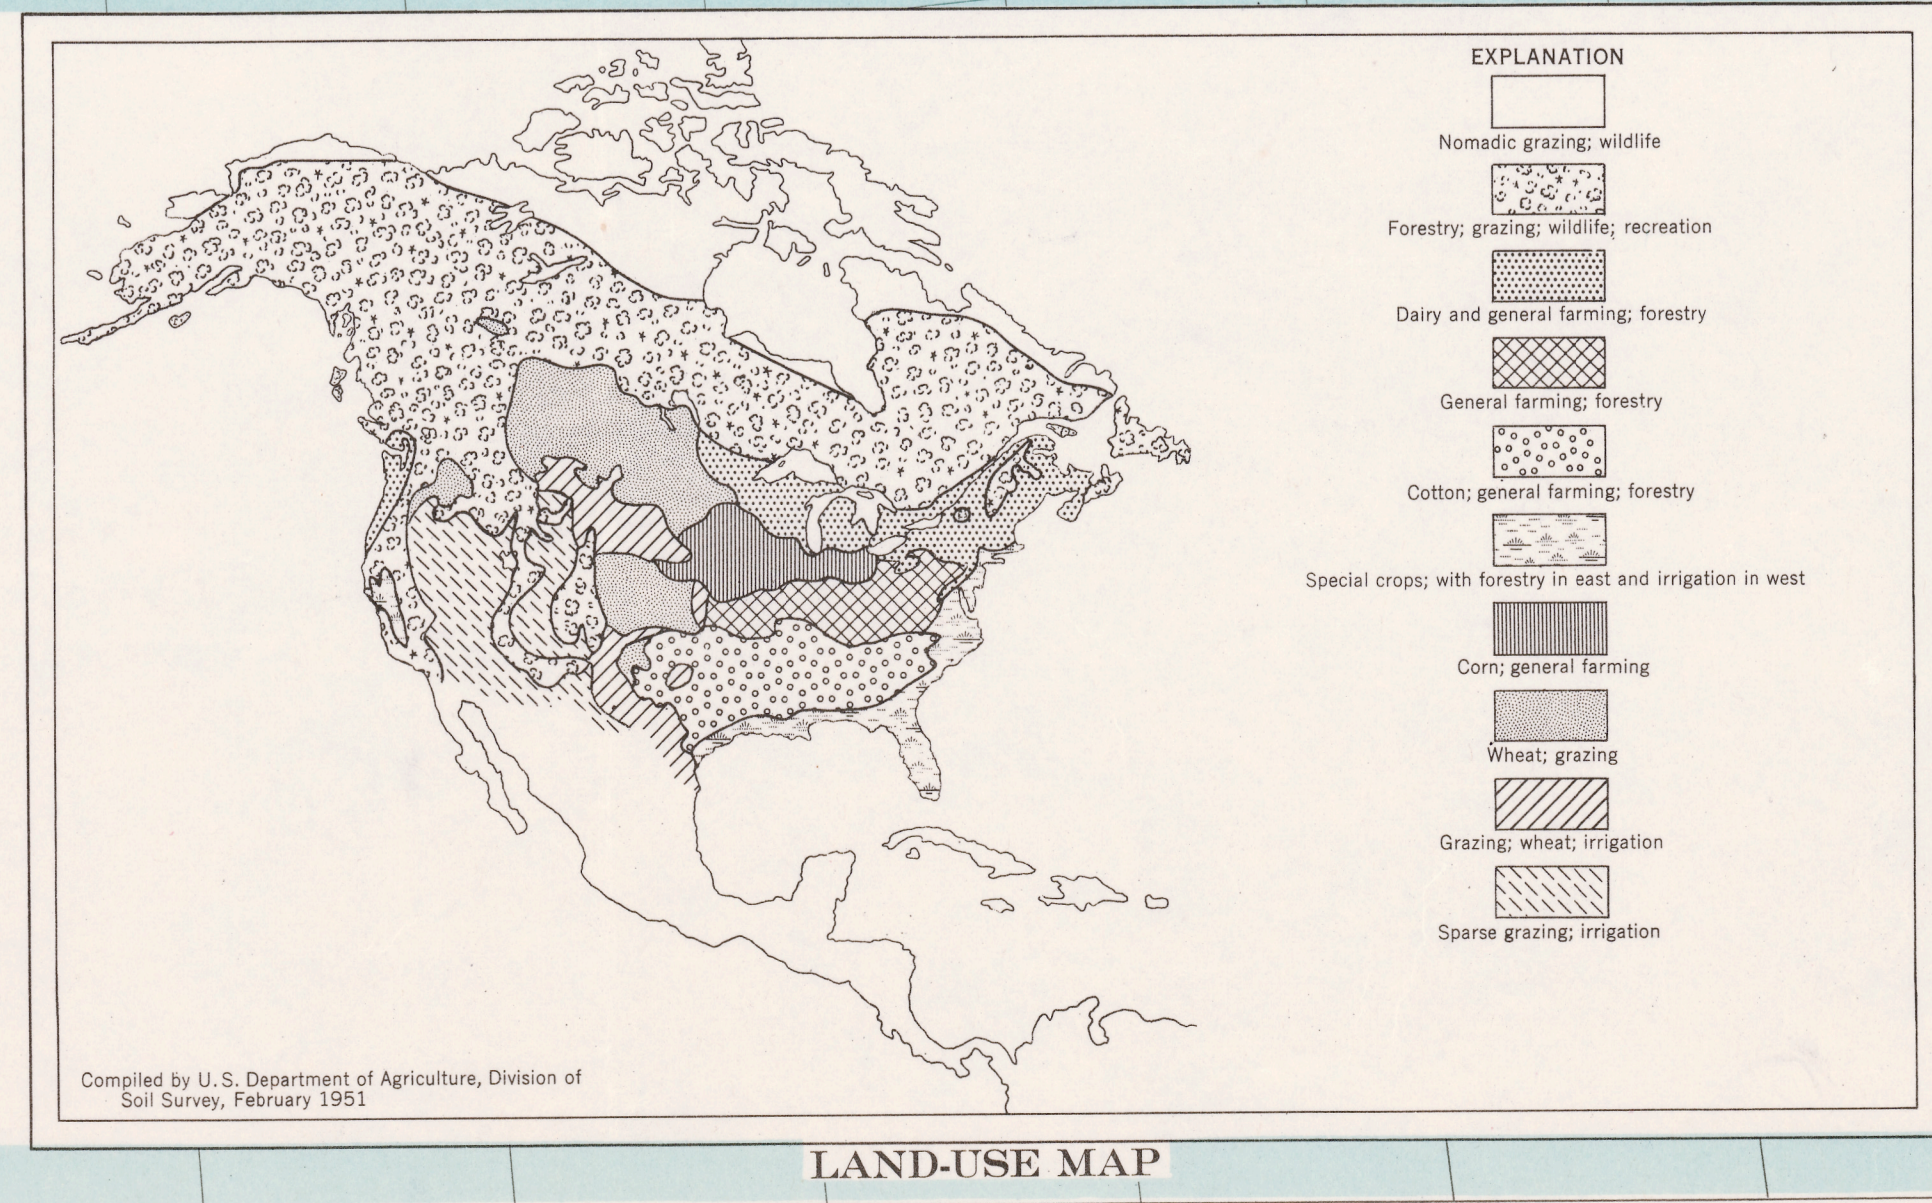 EXPLANATION
Nomadic grazing; wildlife
Forestry; grazing; wildlife; recreation
Dairy and general farming; forestry
General farming; forestry
Cotton; general farming; forestry
Special crops; with forestry in east and irrigation in west
Corn; general farming
Wheat; grazing
Grazing; wheat; irrigation
Sparse grazing; irrigation
Compiled by U.S. Department of Agriculture, Division of
Soil Survey, February 1951
LAND-USE MAP